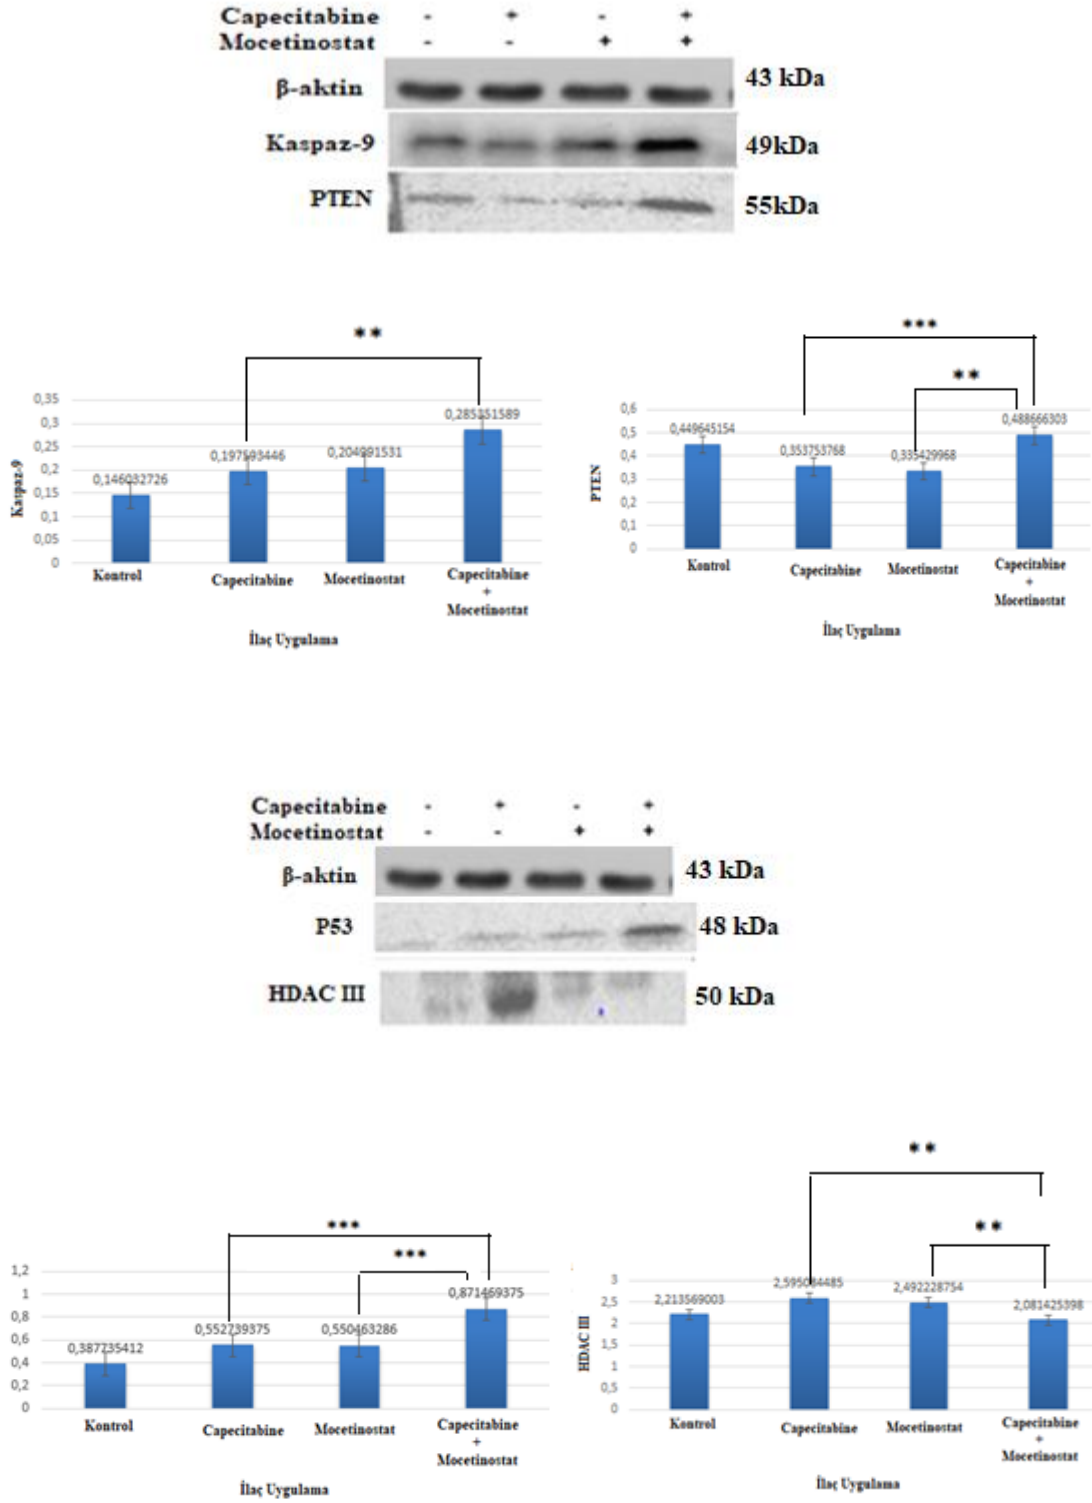 Capecitabine - + - +
Mocetinostat - - + +
β-aktin 43 kDa
Kaspaz-9 49kDa
PTEN 55kDa
**
Kaspaz-9
0,35
0,3
0,25
0,2
0,15
0,1
0,05
0
0,146032726
0,197593446
0,204991531
0,285351589
Kontrol
Capecitabine
Mocetinostat
Capecitabine
+
Mocetinostat
İlaç Uygulama
***
**
PTEN
0,6
0,5
0,4
0,3
0,2
0,1
0
0,449645154
0,353753768
0,335429968
0,488666303
Kontrol
Capecitabine
Mocetinostat
Capecitabine
+
Mocetinostat
İlaç Uygulama
Capecitabine - + - +
Mocetinostat - - + +
β-aktin 43 kDa
P53 48 kDa
HDAC III 50 kDa
***
***
1,2
1
0,8
0,6
0,4
0,2
0
0,387735412
0,552739375
0,550463286
0,871469375
Kontrol
Capecitabine
Mocetinostat
Capecitabine
+
Mocetinostat
İlaç Uygulama
**
**
HDAC III
3
2,5
2
1,5
1
0,5
0
2,213569003
2,595084485
2,492228754
2,081425398
Kontrol
Capecitabine
Mocetinostat
Capecitabine
+
Mocetinostat
İlaç Uygulama